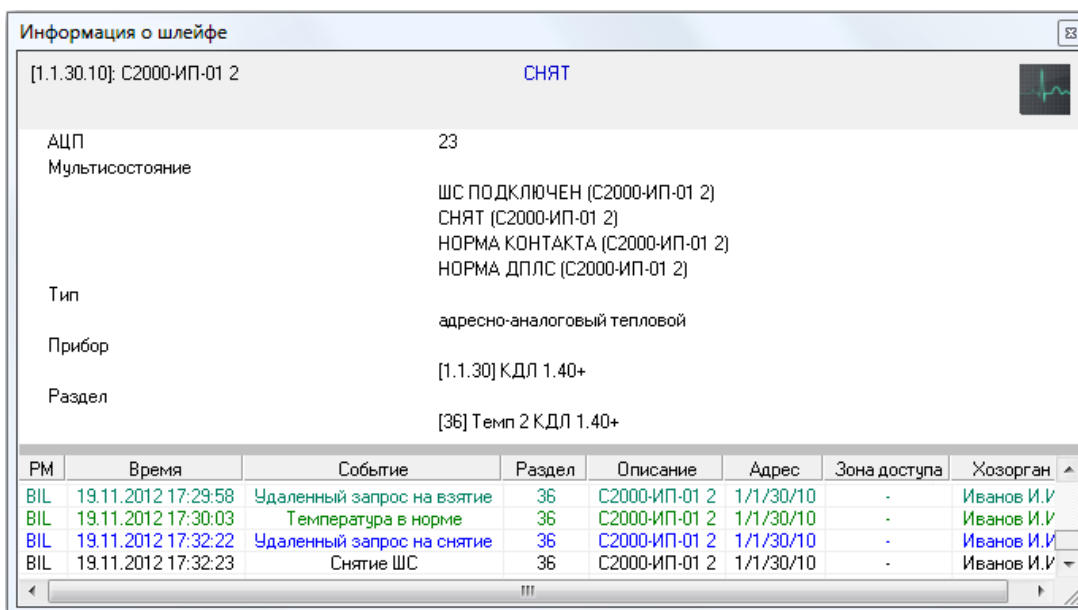 Информация о шлейфе
[1.1.30.10]: С2000-ИП-01 2 СНЯТ
АЦП 23
Мультисостояние
ШС ПОДКЛЮЧЕН (С2000-ИП-01 2)
СНЯТ (С2000-ИП-01 2)
НОРМА КОНТАКТА (С2000-ИП-01 2)
НОРМА ДПЛС (С2000-ИП-01 2)
Тип
адресно-аналоговый тепловой
Прибор
[1.1.30] КДЛ 1.40+
Раздел
[36] Темп 2 КДЛ 1.40+
РМ Время Событие Раздел Описание Адрес Зона доступа Хозорган
BIL 19.11.2012 17:29:58 Удаленный запрос на взятие 36 С2000-ИП-01 2 1/1/30/10 - Иванов И.И
BIL 19.11.2012 17:30:03 Температура в норме 36 С2000-ИП-01 2 1/1/30/10 - Иванов И.И
BIL 19.11.2012 17:32:22 Удаленный запрос на снятие 36 С2000-ИП-01 2 1/1/30/10 - Иванов И.И
BIL 19.11.2012 17:32:23 Снятие ШС 36 С2000-ИП-01 2 1/1/30/10 - Иванов И.И